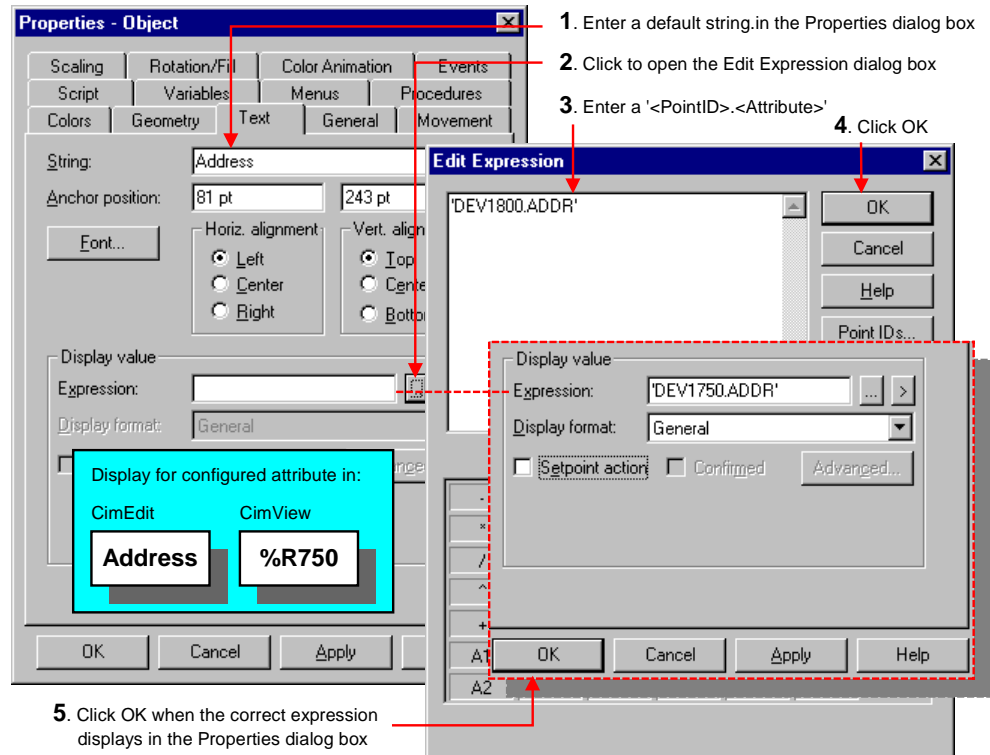 Properties - Object
1. Enter a default string.in the Properties dialog box
2. Click to open the Edit Expression dialog box
3. Enter a '<PointID>.<Attribute>'
4. Click OK
Scaling Rotation/Fill Color Animation Events
Script Variables Menus Procedures
Colors Geometry Text General Movement
String: Address
Anchor position: 81 pt 243 pt
Font...
Horiz. alignment
Left
Center
Right
Vert. align
Top
Cente
Botto
Display value
Expression:
Display format: General
Display for configured attribute in:
CimEdit CimView
Address %R750
OK Cancel Apply
Edit Expression
'DEV1800.ADDR'
OK
Cancel
Help
Point IDs...
Display value
Expression: 'DEV1750.ADDR' ... >
Display format: General
Setpoint action Confirmed Advanced...
-
*
/
^
+
A1
A2
OK Cancel Apply Help
5. Click OK when the correct expression
displays in the Properties dialog box